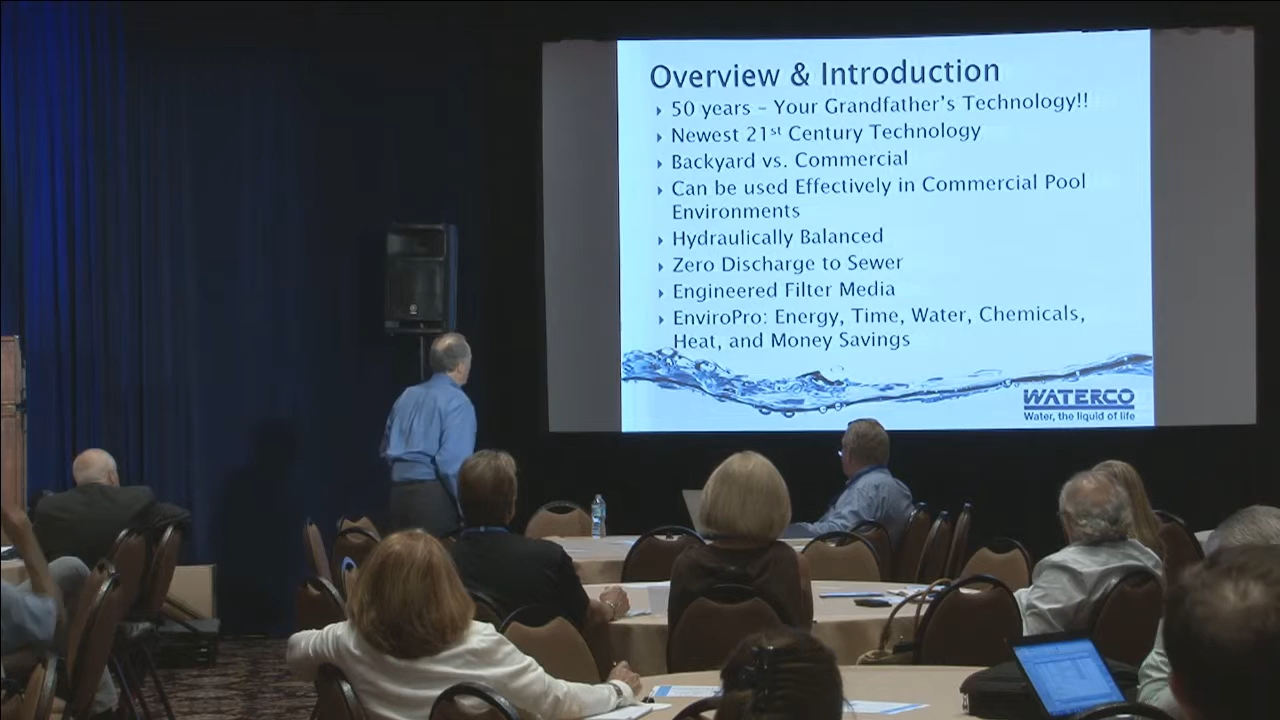 Overview & Introduction
50 years – Your Grandfather's Technology!!
Newest 21st Century Technology
Backyard vs. Commercial
Can be used Effectively in Commercial Pool
Environments
Hydraulically Balanced
Zero Discharge to Sewer
Engineered Filter Media
EnviroPro: Energy, Time, Water, Chemicals,
Heat, and Money Savings
WATERCO
Water, the liquid of life